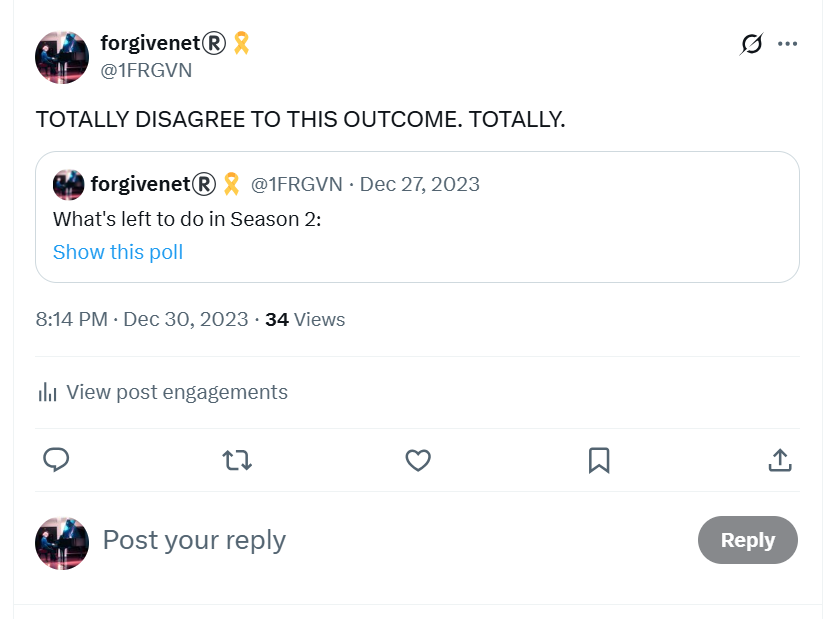 forgivenet®️🎗
@1FRGVN
TOTALLY DISAGREE TO THIS OUTCOME. TOTALLY.
forgivenet®️🎗 @1FRGVN · Dec 27, 2023
What's left to do in Season 2:
Show this poll
8:14 PM · Dec 30, 2023 · 34 Views
View post engagements
Post your reply
Reply